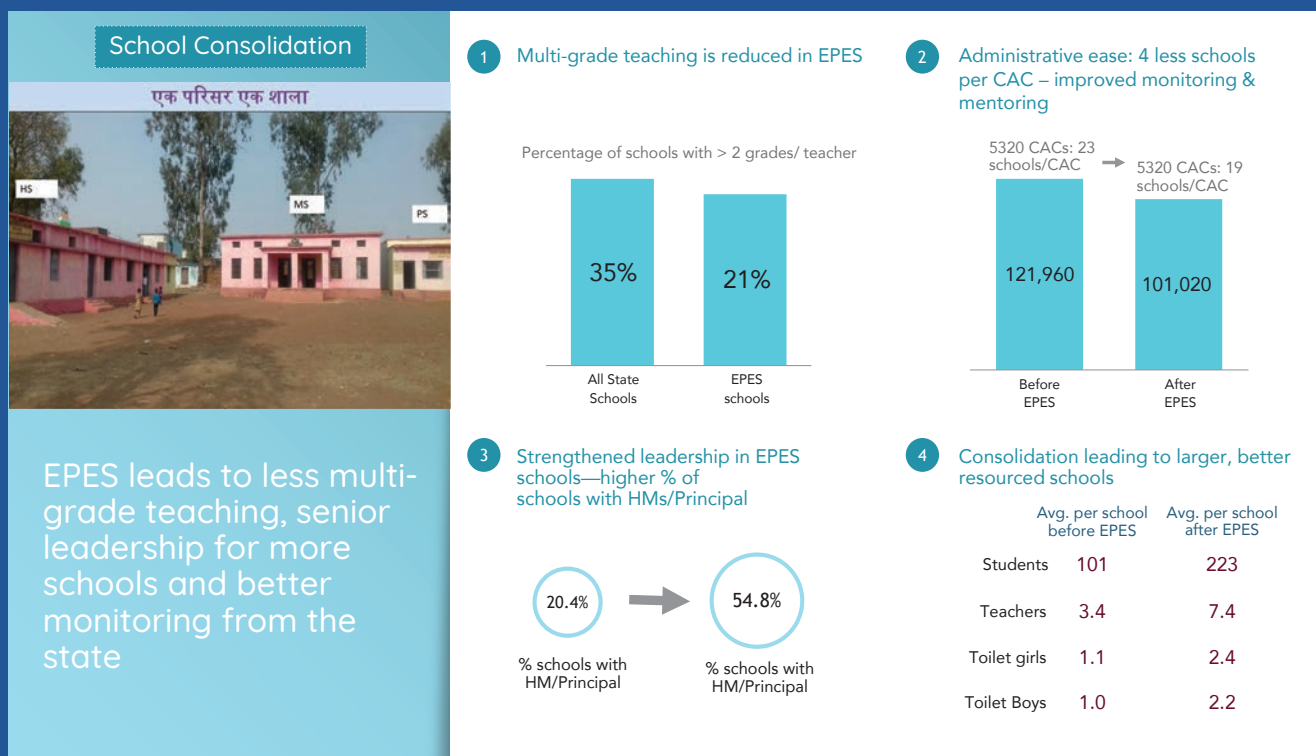 School Consolidation
एक परिसर एक शाला
HS
MS
PS
EPES leads to less multi-
grade teaching, senior
leadership for more
schools and better
monitoring from the
state
1
Multi-grade teaching is reduced in EPES
Percentage of schools with > 2 grades/ teacher
35%
21%
All State
Schools
EPES
schools
2
Administrative ease: 4 less schools
per CAC – improved monitoring &
mentoring
5320 CACs: 23
schools/CAC
5320 CACs: 19
schools/CAC
121,960
101,020
Before
EPES
After
EPES
3
Strengthened leadership in EPES
schools—higher % of
schools with HMs/Principal
20.4%
54.8%
% schools with
HM/Principal
% schools with
HM/Principal
4
Consolidation leading to larger, better
resourced schools
Avg. per school
before EPES
Avg. per school
after EPES
Students 101 223
Teachers 3.4 7.4
Toilet girls 1.1 2.4
Toilet Boys 1.0 2.2